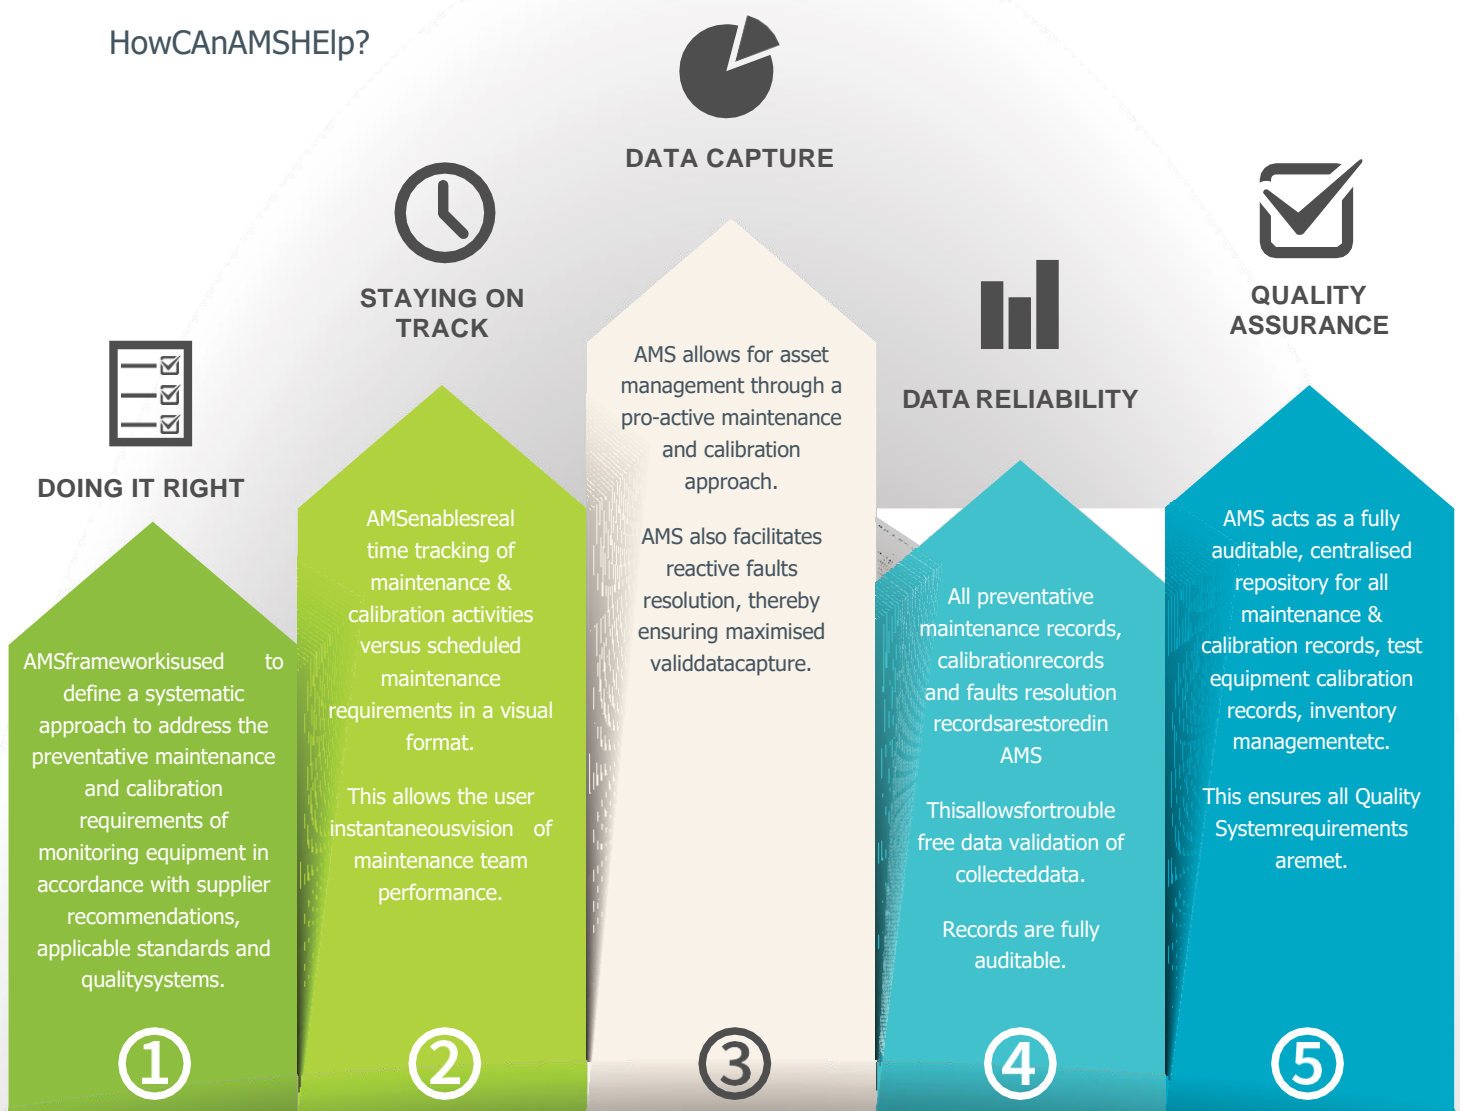 HowCAnAMSHElp?
DOING IT RIGHT
AMSframeworkisused to
define a systematic
approach to address the
preventative maintenance
and calibration
requirements of
monitoring equipment in
accordance with supplier
recommendations,
applicable standards and
qualitysystems.
1
STAYING ON
TRACK
AMSenablesreal
time tracking of
maintenance &
calibration activities
versus scheduled
maintenance
requirements in a visual
format.
This allows the user
instantaneousvision of
maintenance team
performance.
2
DATA CAPTURE
AMS allows for asset
management through a
pro-active maintenance
and calibration
approach.
AMS also facilitates
reactive faults
resolution, thereby
ensuring maximised
validdatacapture.
3
DATA RELIABILITY
All preventative
maintenance records,
calibrationrecords
and faults resolution
recordsarestoredin
AMS
Thisallowsfortrouble
free data validation of
collecteddata.
Records are fully
auditable.
4
QUALITY
ASSURANCE
AMS acts as a fully
auditable, centralised
repository for all
maintenance &
calibration records, test
equipment calibration
records, inventory
managementetc.
This ensures all Quality
Systemrequirements
aremet.
5